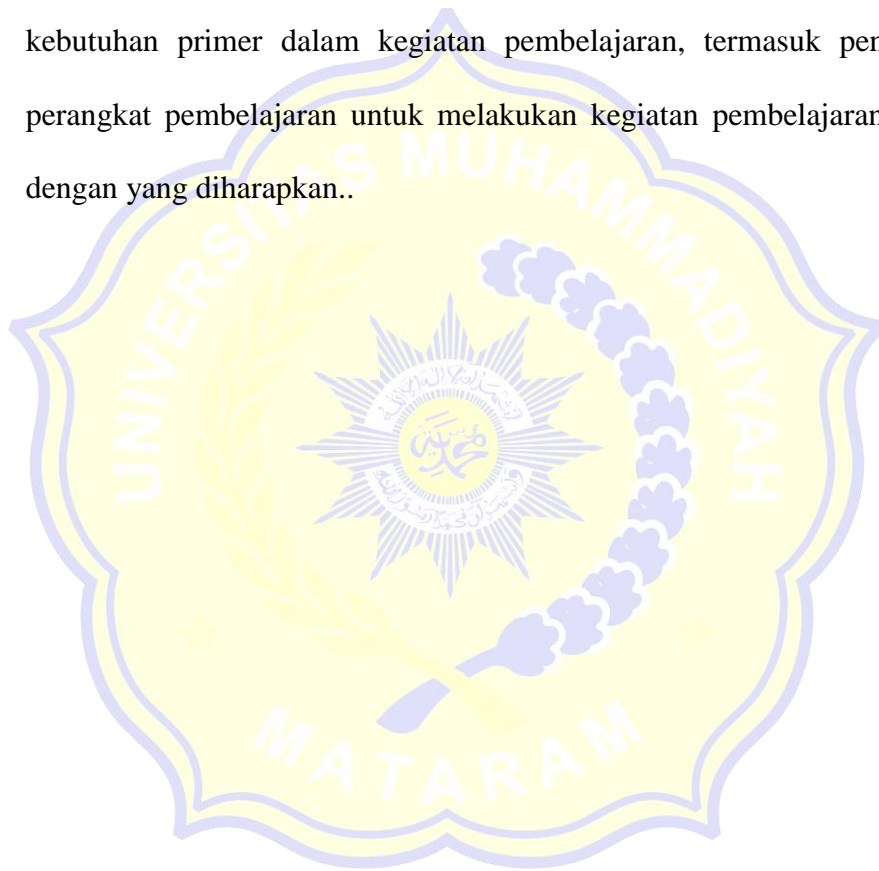 kebutuhan primer dalam kegiatan pembelajaran, termasuk
perangkat pembelajaran untuk melakukan kegiatan pembelajaran
dengan yang diharapkan..
UNIVERSITAS MUHAMMADIYAH
MATARAM